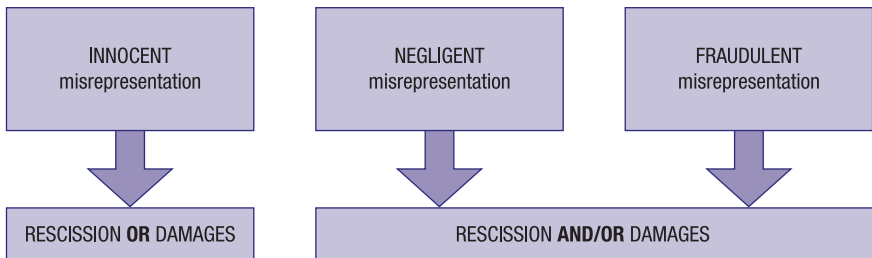 INNOCENT
misrepresentation
NEGLIGENT
misrepresentation
FRAUDULENT
misrepresentation
RESCISSION OR DAMAGES
RESCISSION AND/OR DAMAGES